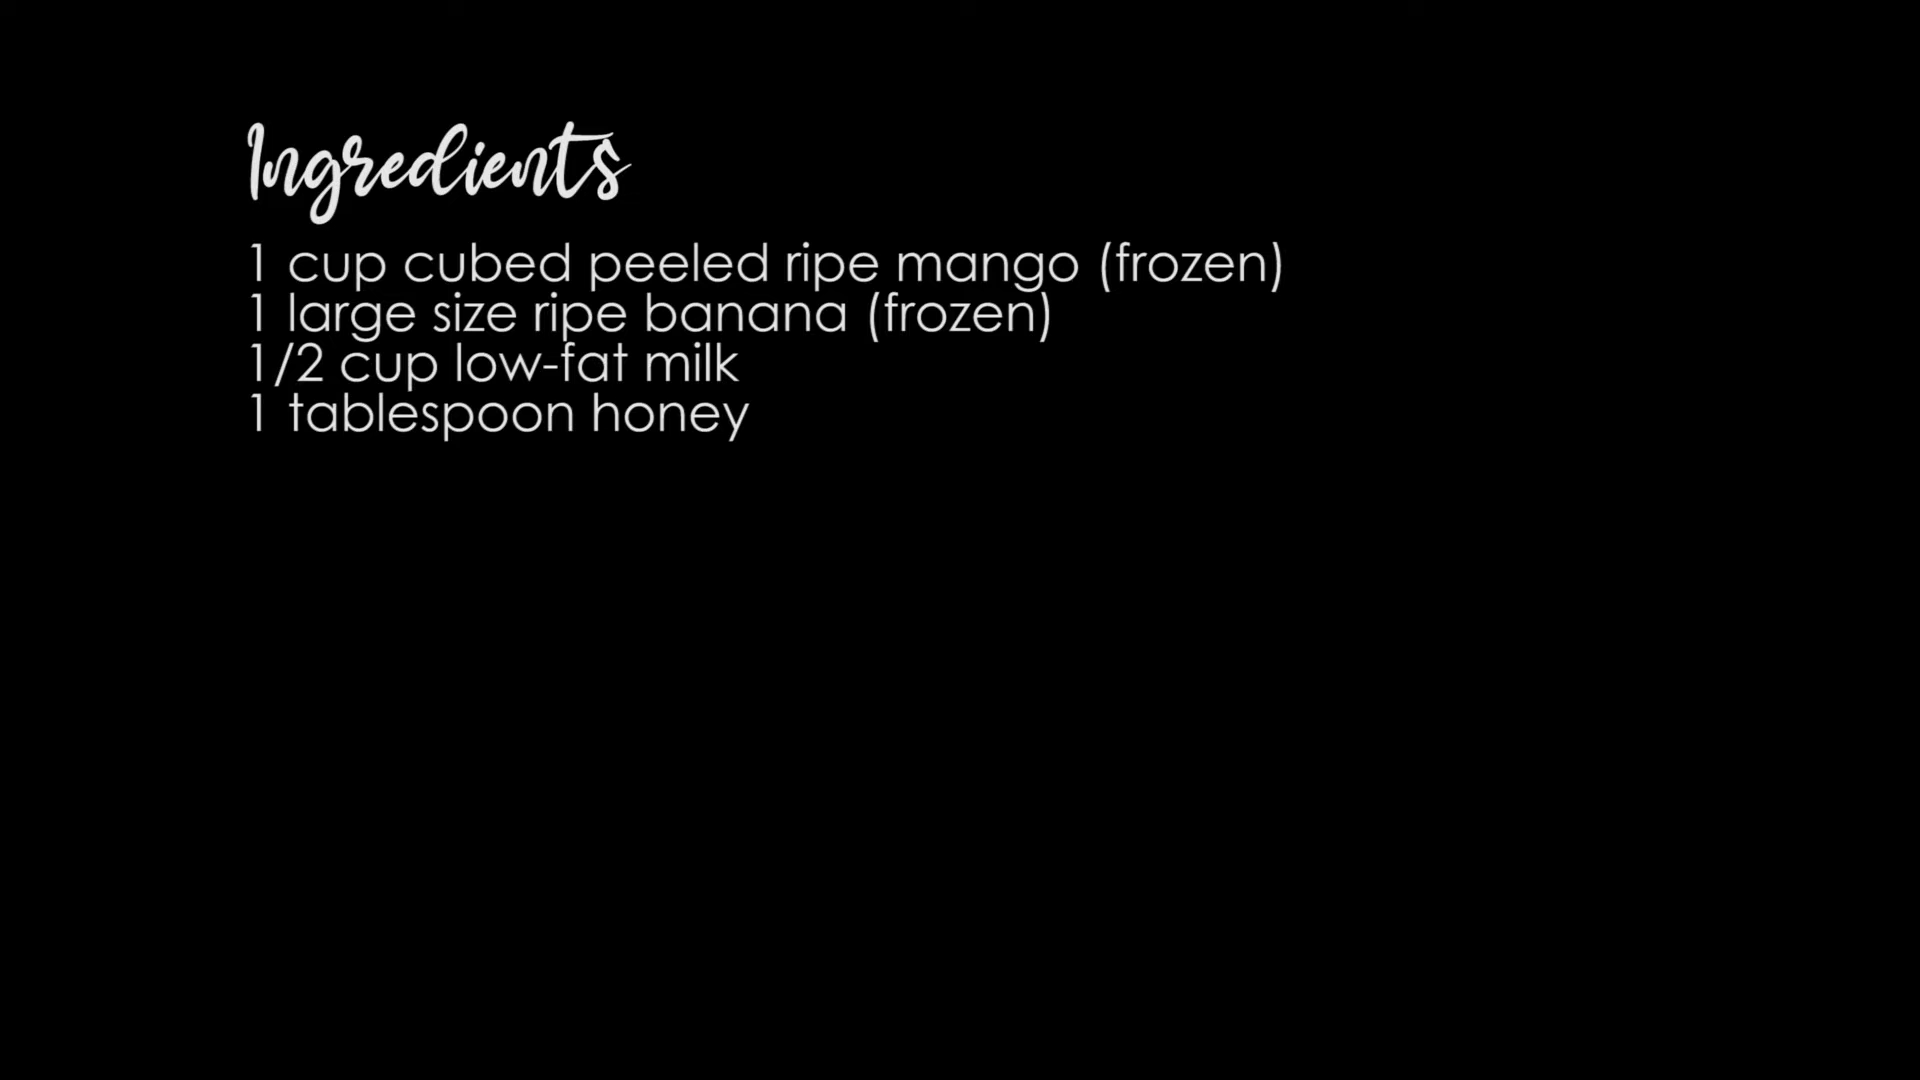 Ingredients
1 cup cubed peeled ripe mango (frozen)
1 large size ripe banana (frozen)
1/2 cup low-fat milk
1 tablespoon honey